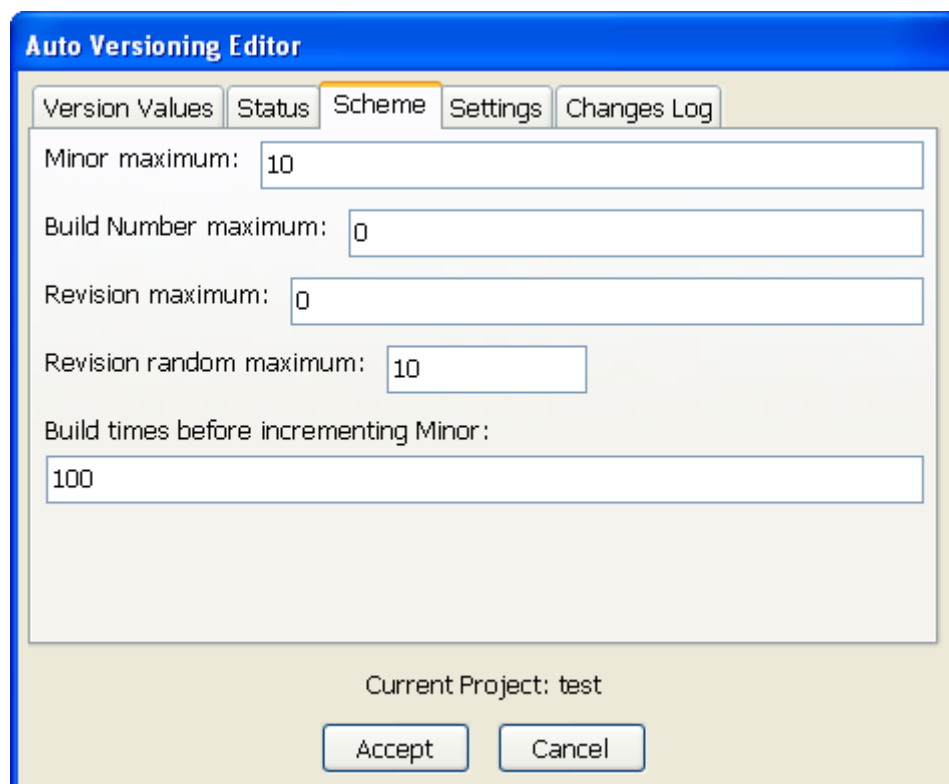 Auto Versioning Editor
Version Values Status Scheme Settings Changes Log
Minor maximum: 10
Build Number maximum: 0
Revision maximum: 0
Revision random maximum: 10
Build times before incrementing Minor:
100
Current Project: test
Accept Cancel